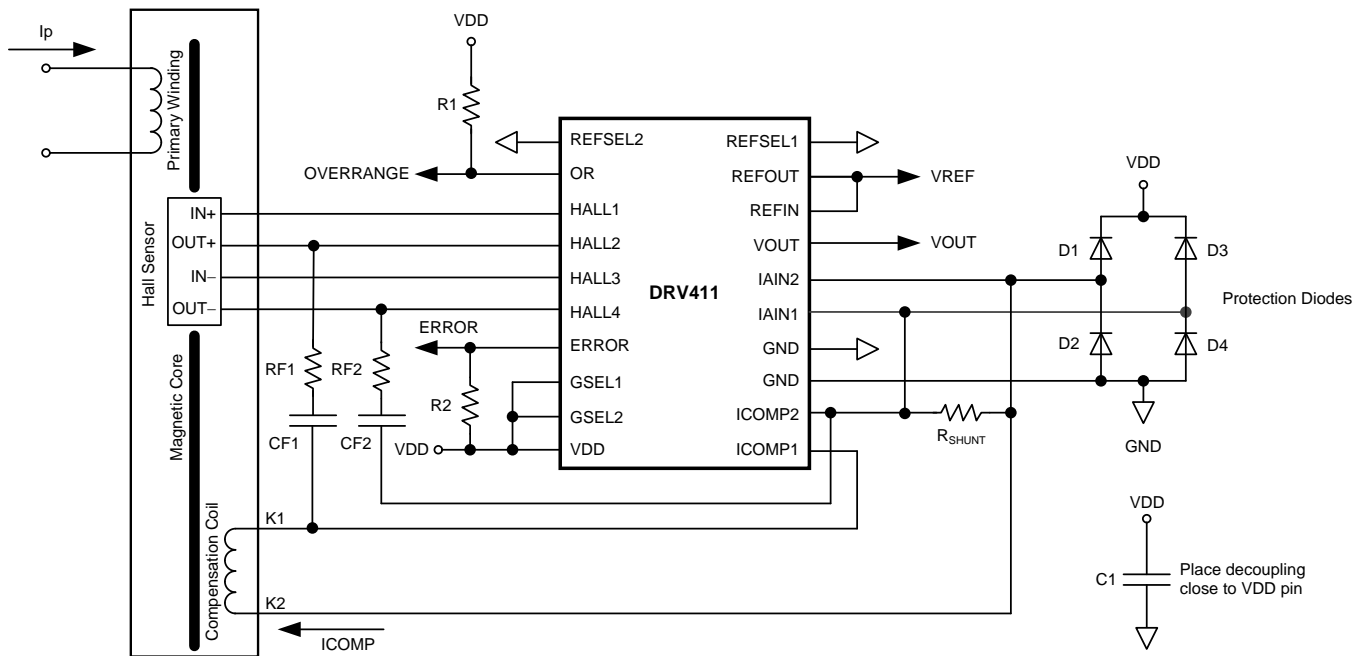 Ip
Primary Winding
Hall Sensor
IN+
OUT+
IN−
OUT−
Magnetic Core
Compensation Coil
K1
K2
ICOMP
VDD
R1
OVERRANGE
ERROR
RF1
RF2
CF1
CF2
R2
VDD
REFSEL2
OR
HALL1
HALL2
HALL3
HALL4
ERROR
GSEL1
GSEL2
VDD
DRV411
REFSEL1
REFOUT
REFIN
VOUT
IAIN2
IAIN1
GND
GND
ICOMP2
ICOMP1
VREF
VOUT
RSHUNT
VDD
D1
D3
D2
D4
Protection Diodes
GND
VDD
C1
Place decoupling
close to VDD pin